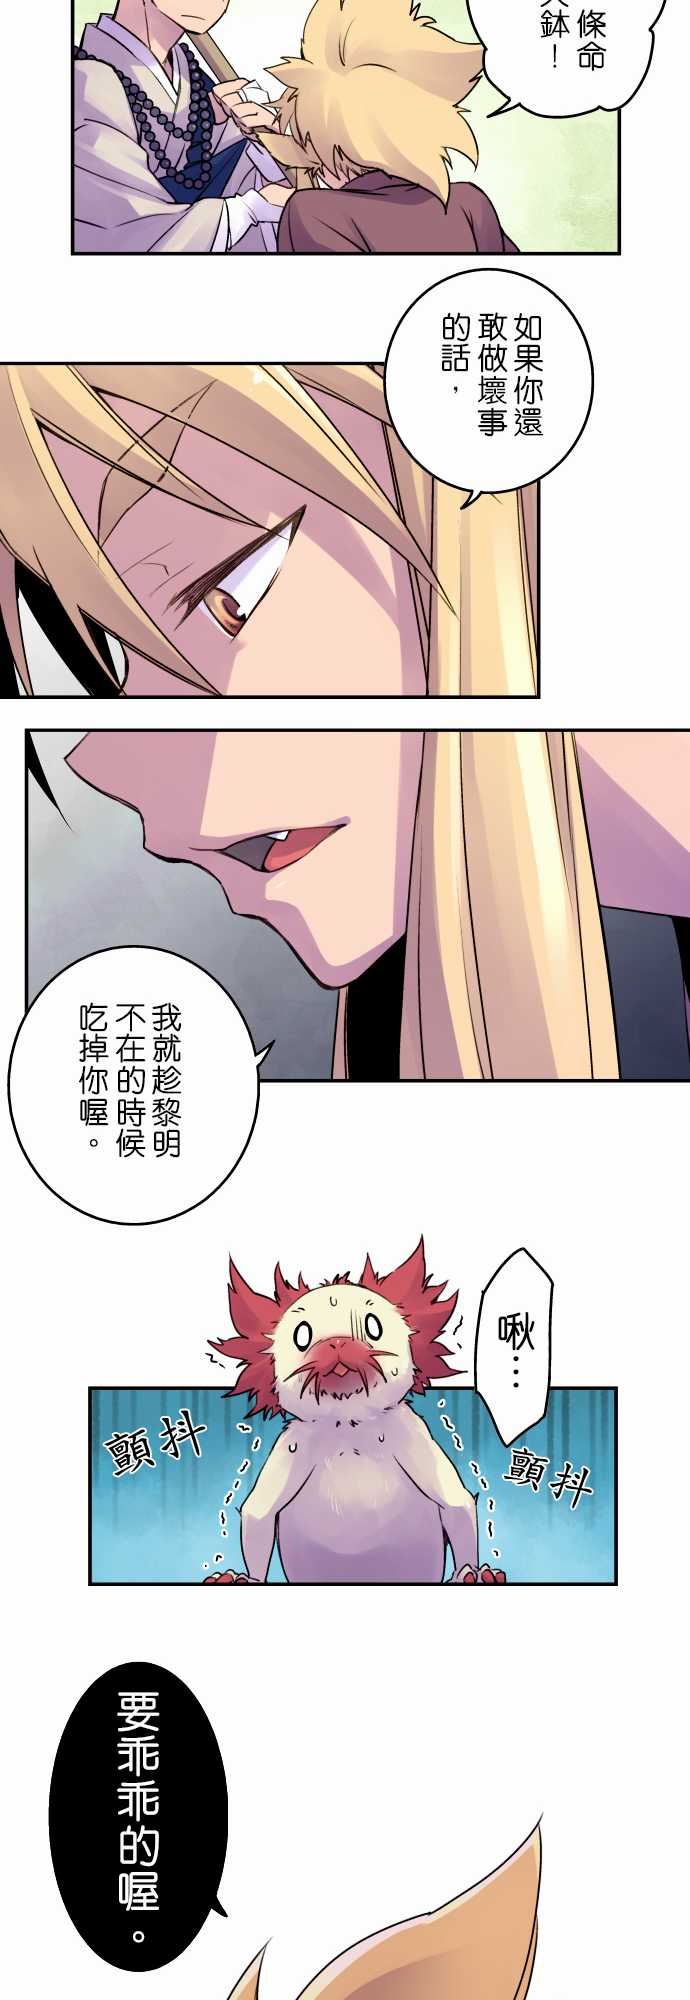 條命
鉢！
如果你還
敢做壞事
的話，
我就趁黎明
不在的時候
吃掉你喔。
啾…
顫抖
顫抖
要乖乖的喔。